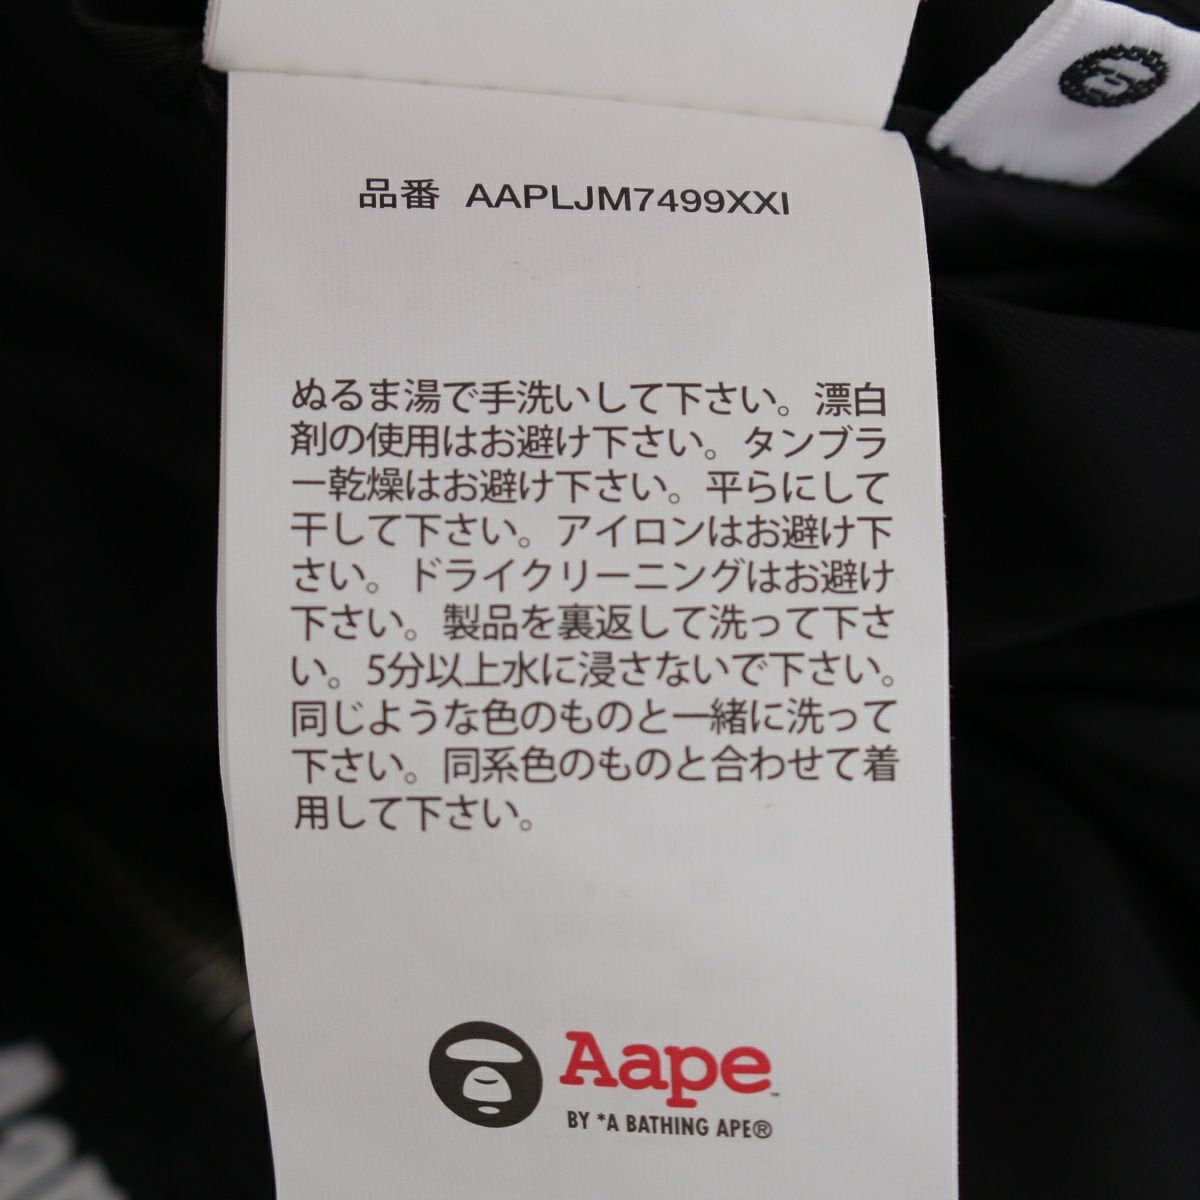 品番 AAPLJM7499XXI
ぬるま湯で手洗いして下さい。漂白
剤の使用はお避け下さい。タンブラ
ー乾燥はお避け下さい。平らにして
干して下さい。アイロンはお避け下
さい。ドライクリーニングはお避け
下さい。製品を裏返して洗って下さ
い。5分以上水に浸さないで下さい。
同じような色のものと一緒に洗って
下さい。同系色のものと合わせて着
用して下さい。
Aape™
BY *A BATHING APE®